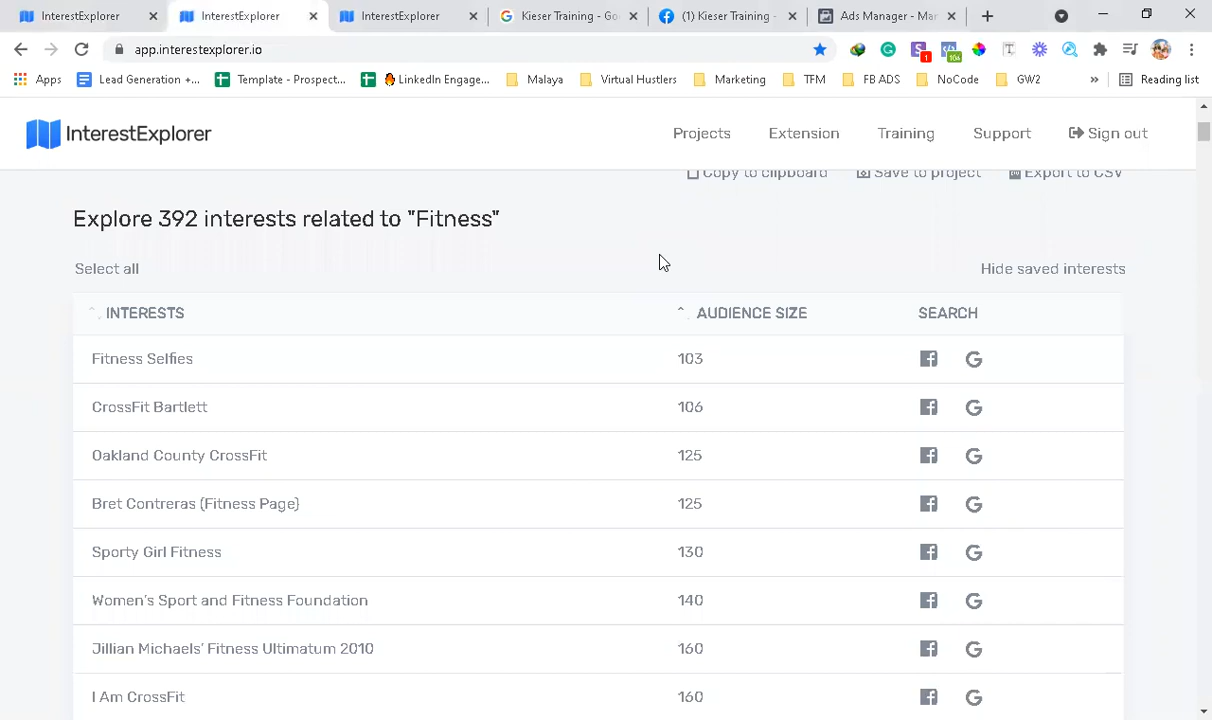 InterestExplorer
InterestExplorer
InterestExplorer
Kieser Training - Go
(1) Kieser Training -
Ads Manager - Ma
app.interestexplorer.io
1
106
Apps
Lead Generation +...
Template - Prospect...
LinkedIn Engage...
Malaya
Virtual Hustlers
Marketing
TFM
FB ADS
NoCode
GW2
»
Reading list
InterestExplorer
Projects
Extension
Training
Support
Sign out
Copy to clipboard
Save to project
Export to CSV
Explore 392 interests related to "Fitness"
Select all
Hide saved interests
INTERESTS AUDIENCE SIZE SEARCH
Fitness Selfies 103
CrossFit Bartlett 106
Oakland County CrossFit 125
Bret Contreras (Fitness Page) 125
Sporty Girl Fitness 130
Women's Sport and Fitness Foundation 140
Jillian Michaels' Fitness Ultimatum 2010 160
I Am CrossFit 160